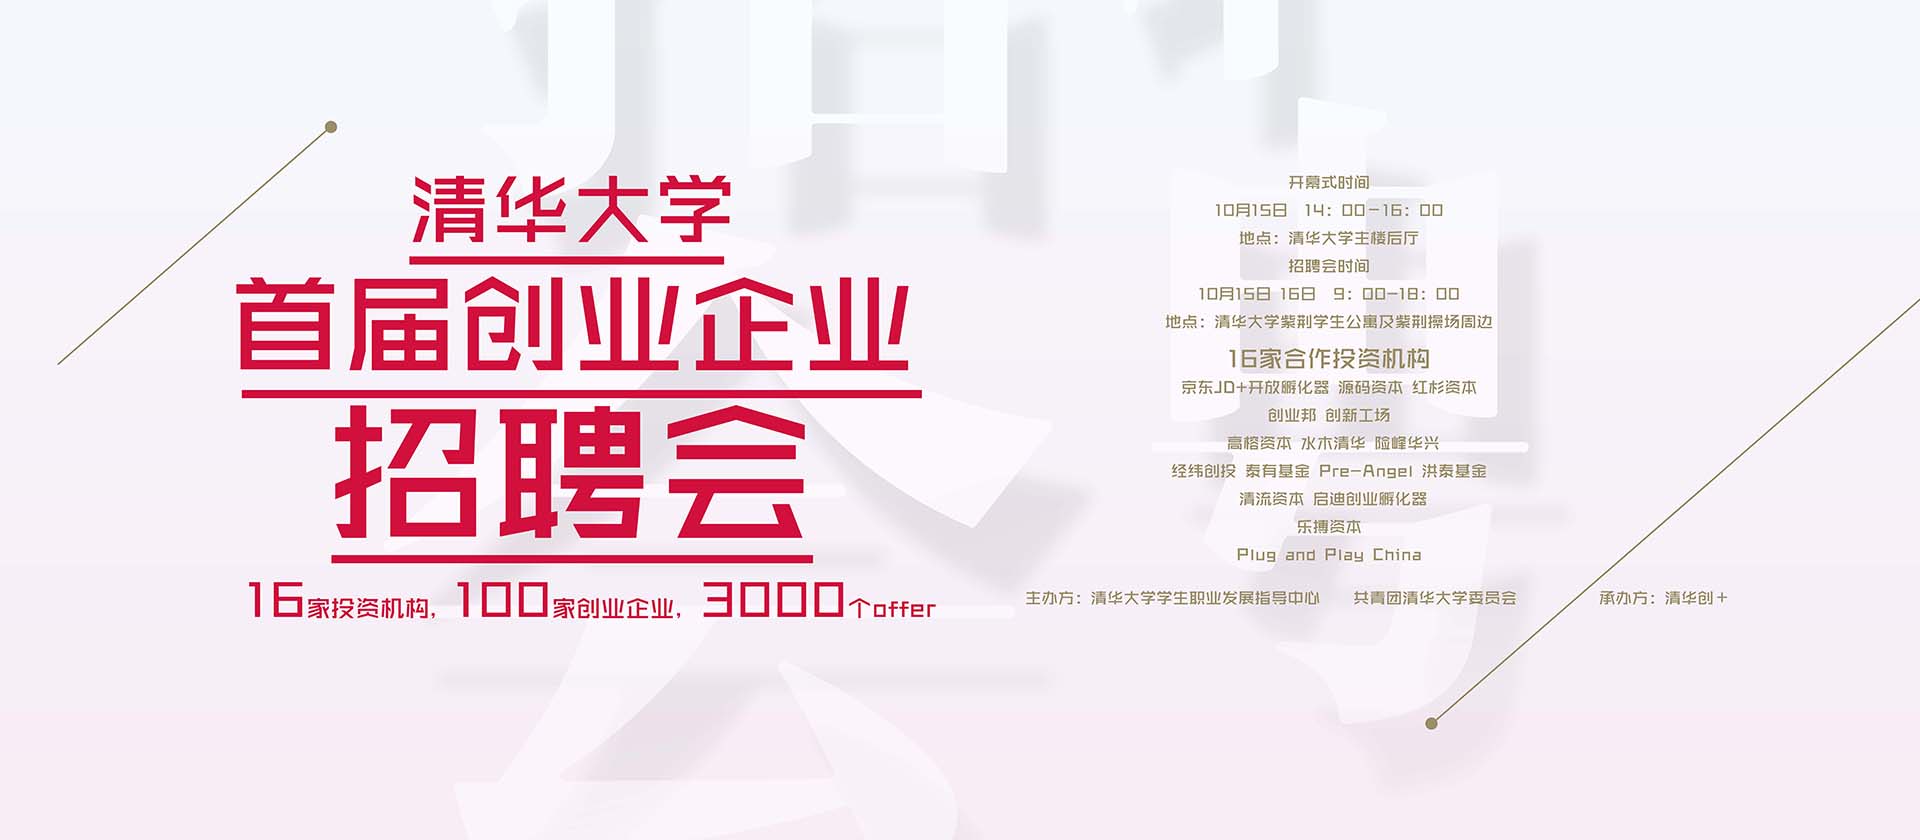 清华大学
首届创业企业
招聘会
16家投资机构，100家创业企业，3000个offer
开幕式时间
10月15日 14：00-16：00
地点：清华大学主楼后厅
招聘会时间
10月15日 16日 9：00-18：00
地点：清华大学紫荆学生公寓及紫荆操场周边
16家合作投资机构
京东JD+开放孵化器 源码资本 红杉资本
创业邦 创新工场
高榕资本 水木清华 险峰华兴
经纬创投 泰有基金 Pre-Angel 洪泰基金
清流资本 启迪创业孵化器
乐搏资本
Plug and Play China
主办方：清华大学学生职业发展指导中心 共青团清华大学委员会 承办方：清华创+